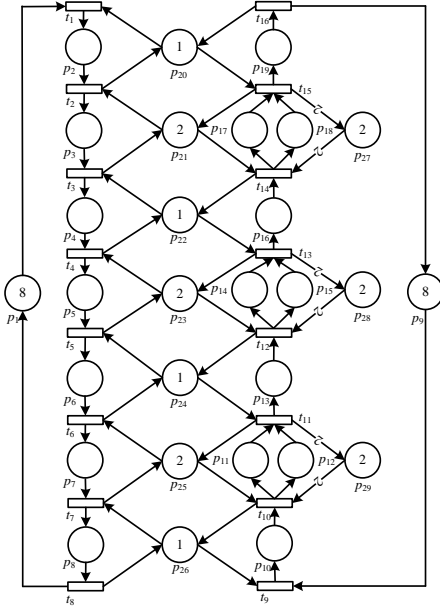 t1 t16
p2 1 p19
p20
t2 t15
p3 2 p17 p18 2
p21 p27
t3 t14
p4 1 p16
p22
t4 t13
8 p5 2 p14 p15 2 8
p1 p23 p28 p9
t5 t12
p6 1 p13
p24
t6 t11
p7 2 p11 p12 2
p25 p29
t7 t10
p8 1 p10
p26
t8 t9